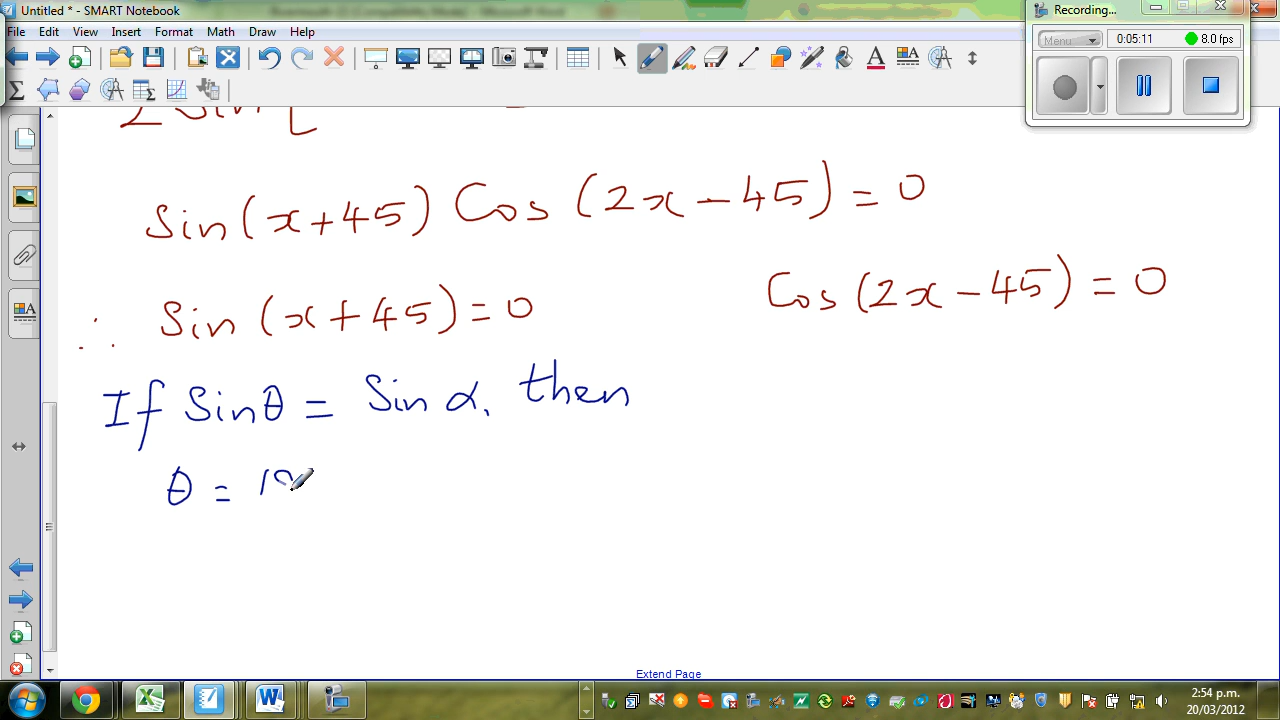 Untitled * - SMART Notebook
Recording...
File Edit View Insert Format Math Draw Help
Menu
0:05:11
8.0 fps
Sin(x+45) Cos(2x-45) = 0
∴ Sin(x+45) = 0
Cos(2x-45) = 0
If Sinθ = Sin α, then
θ = 18
Extend Page
2:54 p.m.
20/03/2012